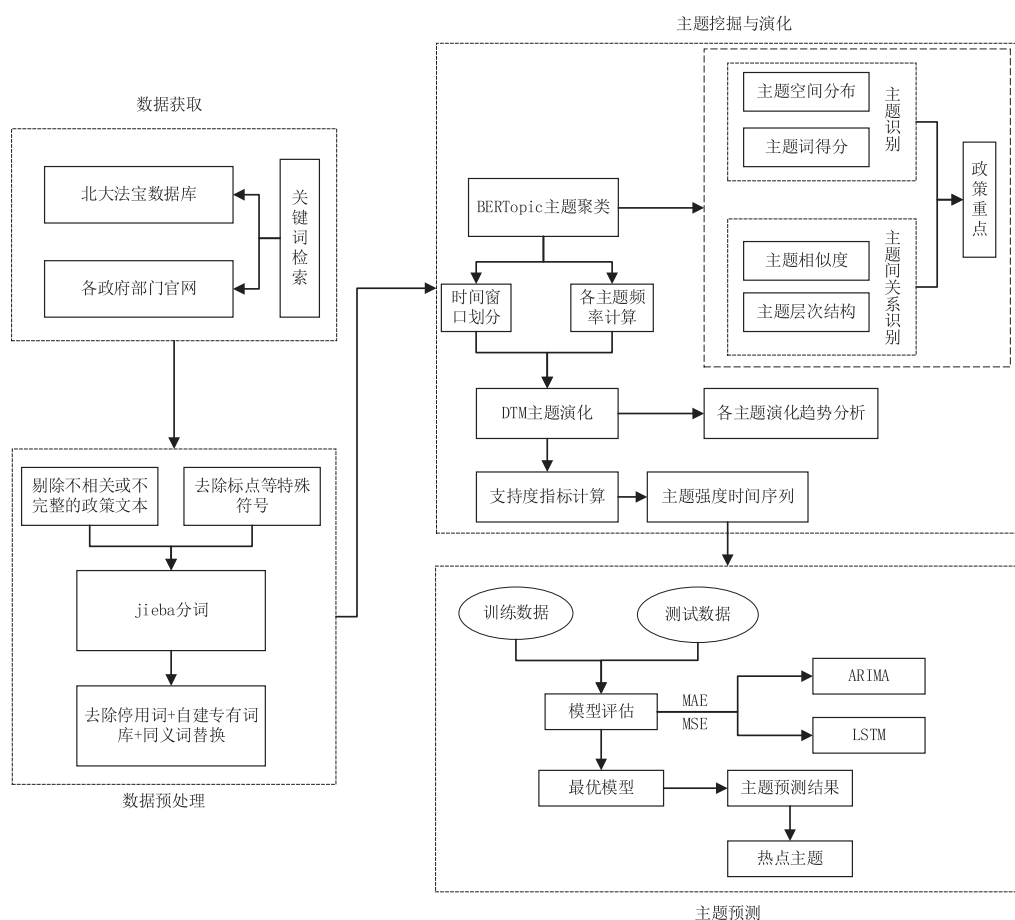 数据获取
北大法宝数据库
各政府部门官网
关键词检索
剔除不相关或不
完整的政策文本
去除标点等特殊
符号
jieba分词
去除停用词+自建专有词
库+同义词替换
数据预处理
主题挖掘与演化
BERTopic主题聚类
主题空间分布
主题词得分
主题识别
主题相似度
主题层次结构
主题间关系识别
政策重点
时间窗
口划分
各主题频
率计算
DTM主题演化
各主题演化趋势分析
支持度指标计算
主题强度时间序列
训练数据
测试数据
模型评估
MAE
MSE
ARIMA
LSTM
最优模型
主题预测结果
热点主题
主题预测